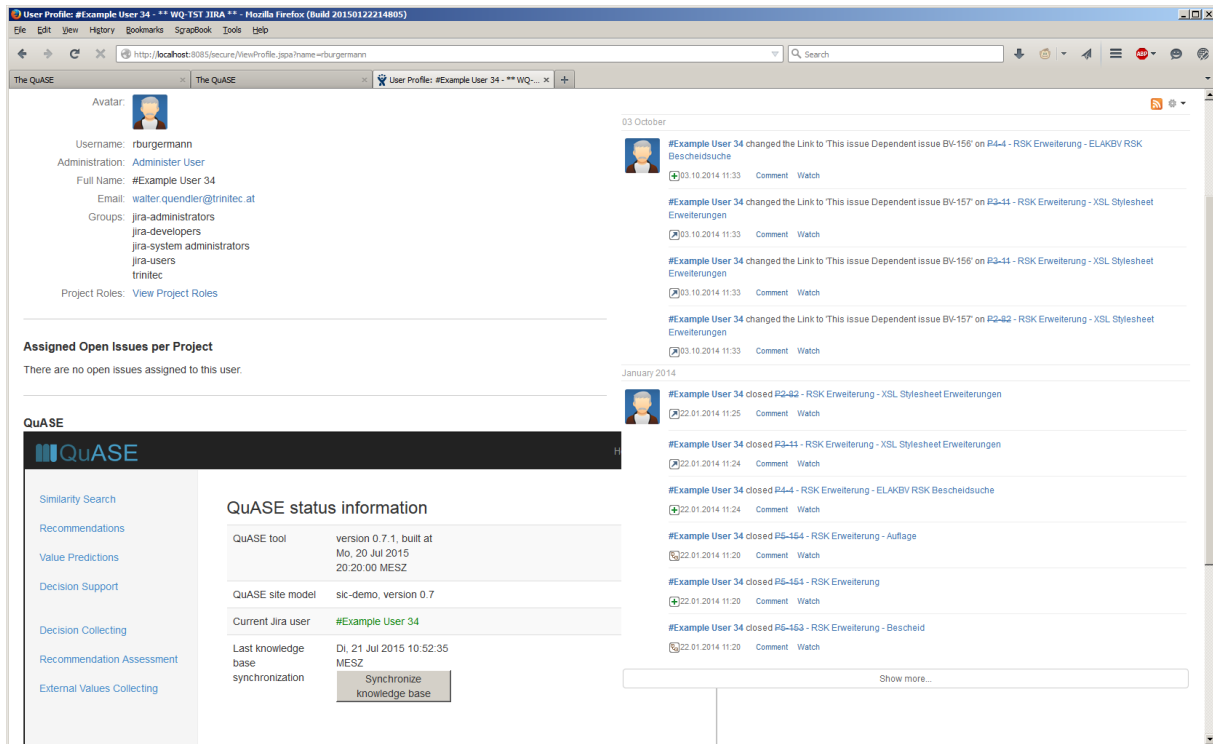 User Profile: #Example User 34 - ** WQ-TST JIRA ** - Mozilla Firefox (Build 20150122214805)
File Edit View History Bookmarks ScrapBook Tools Help
http://localhost:8085/secure/ViewProfile.jspa?name=rburgermann
Search
ABP
The QuASE
The QuASE
User Profile: #Example User 34 - ** WQ-...
Avatar:
Username: rburgermann
Administration: Administer User
Full Name: #Example User 34
Email: walter.quendler@trinitec.at
Groups: jira-administrators
jira-developers
jira-system administrators
jira-users
trinitec
Project Roles: View Project Roles
Assigned Open Issues per Project
There are no open issues assigned to this user.
QuASE
QuASE
Similarity Search
Recommendations
Value Predictions
Decision Support
Decision Collecting
Recommendation Assessment
External Values Collecting
QuASE status information
QuASE tool version 0.7.1, built at
Mo, 20 Jul 2015
20:20:00 MESZ
QuASE site model sic-demo, version 0.7
Current Jira user #Example User 34
Last knowledge Di, 21 Jul 2015 10:52:35
base MESZ
synchronization Synchronize
knowledge base
03 October
#Example User 34 changed the Link to 'This issue Dependent issue BV-156' on P4-4 - RSK Erweiterung - ELAKBV RSK
Bescheidsuche
03.10.2014 11:33 Comment Watch
#Example User 34 changed the Link to 'This issue Dependent issue BV-157' on P3-11 - RSK Erweiterung - XSL Stylesheet
Erweiterungen
03.10.2014 11:33 Comment Watch
#Example User 34 changed the Link to 'This issue Dependent issue BV-156' on P3-11 - RSK Erweiterung - XSL Stylesheet
Erweiterungen
03.10.2014 11:33 Comment Watch
#Example User 34 changed the Link to 'This issue Dependent issue BV-157' on P2-82 - RSK Erweiterung - XSL Stylesheet
Erweiterungen
03.10.2014 11:33 Comment Watch
January 2014
#Example User 34 closed P2-82 - RSK Erweiterung - XSL Stylesheet Erweiterungen
22.01.2014 11:25 Comment Watch
#Example User 34 closed P3-11 - RSK Erweiterung - XSL Stylesheet Erweiterungen
22.01.2014 11:24 Comment Watch
#Example User 34 closed P4-4 - RSK Erweiterung - ELAKBV RSK Bescheidsuche
22.01.2014 11:24 Comment Watch
#Example User 34 closed P5-154 - RSK Erweiterung - Auflage
22.01.2014 11:20 Comment Watch
#Example User 34 closed P5-151 - RSK Erweiterung
22.01.2014 11:20 Comment Watch
#Example User 34 closed P5-153 - RSK Erweiterung - Bescheid
22.01.2014 11:20 Comment Watch
Show more...